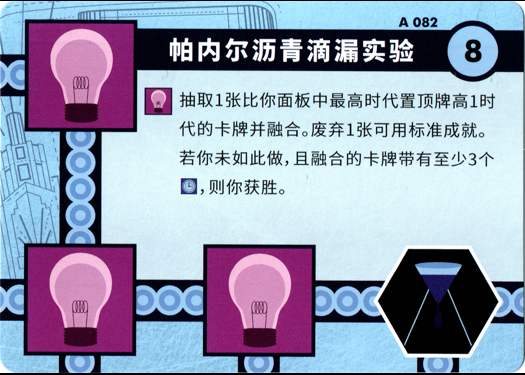 A 082
帕内尔沥青滴漏实验
8
抽取1张比你面板中最高时代置顶牌高1时
代的卡牌并融合。废弃1张可用标准成就。
若你未如此做，且融合的卡牌带有至少3个
，则你获胜。